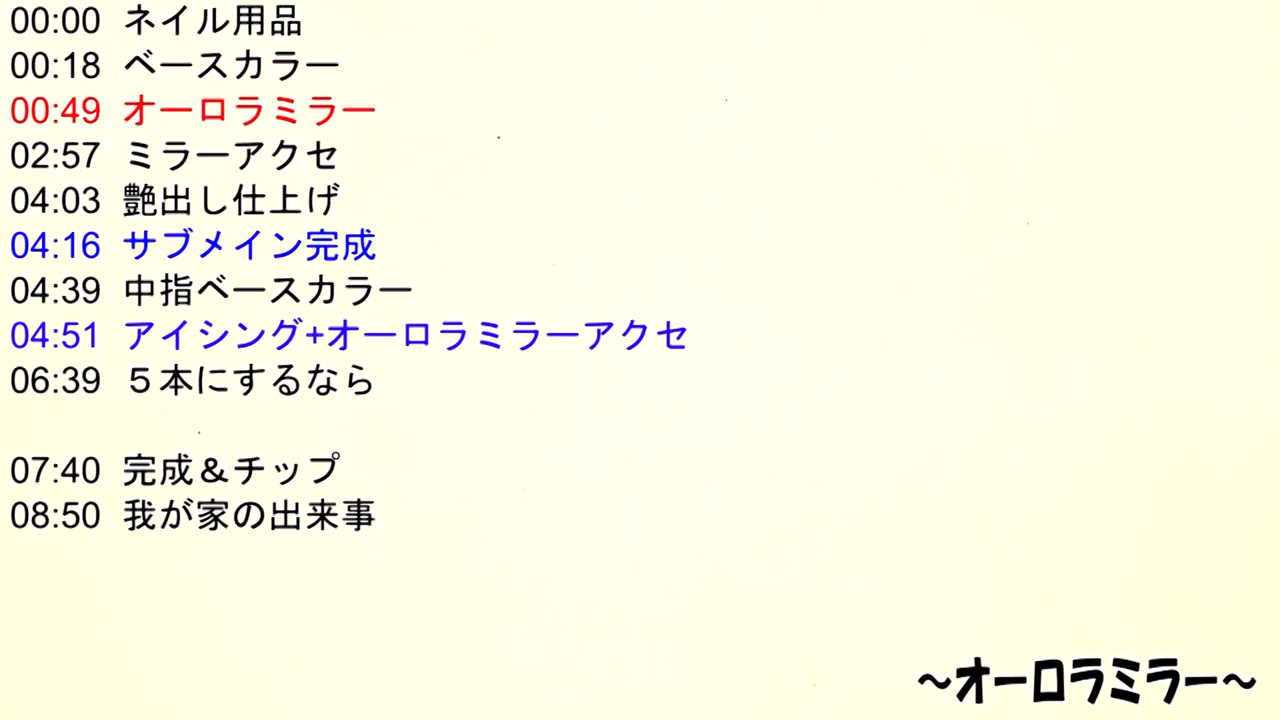 00:00 ネイル用品
00:18 ベースカラー
00:49 オーロラミラー
02:57 ミラーアクセ
04:03 艶出し仕上げ
04:16 サブメイン完成
04:39 中指ベースカラー
04:51 アイシング+オーロラミラーアクセ
06:39 ５本にするなら
07:40 完成＆チップ
08:50 我が家の出来事
～オーロラミラー～